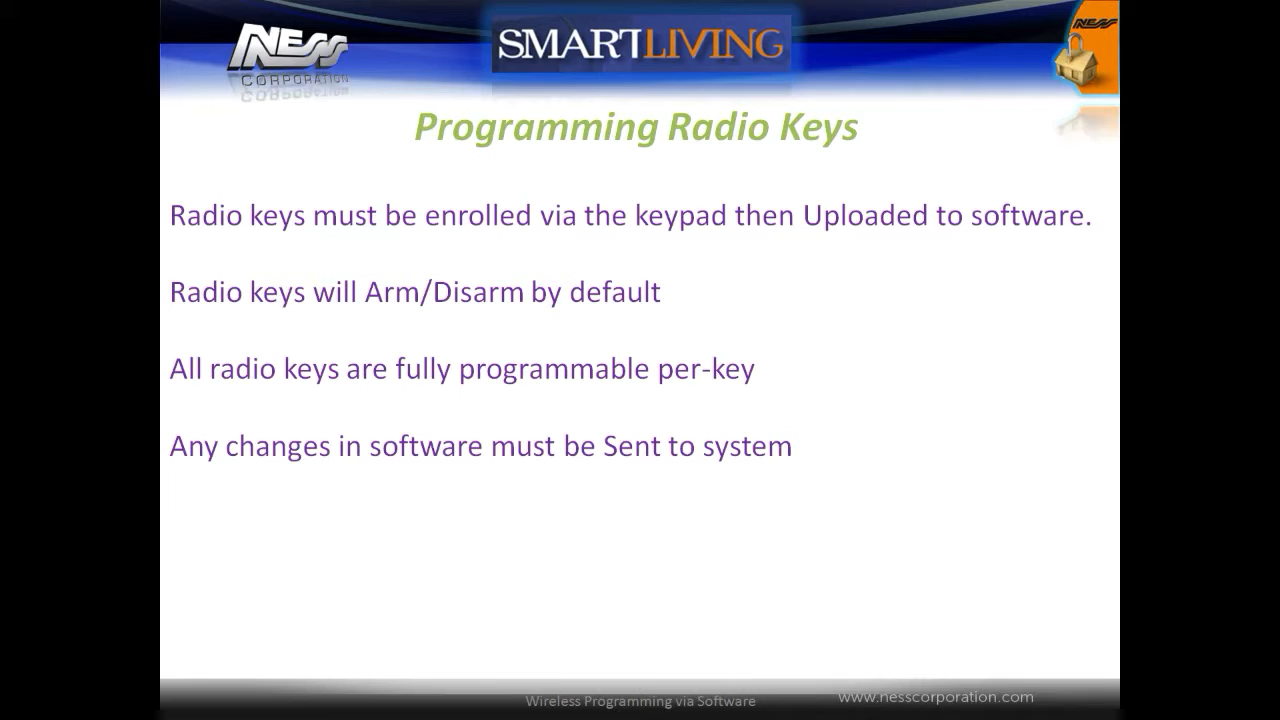 NESS
CORPORATION
SMARTLIVING
NESS
Programming Radio Keys
Radio keys must be enrolled via the keypad then Uploaded to software.
Radio keys will Arm/Disarm by default
All radio keys are fully programmable per-key
Any changes in software must be Sent to system
Wireless Programming via Software
www.nesscorporation.com